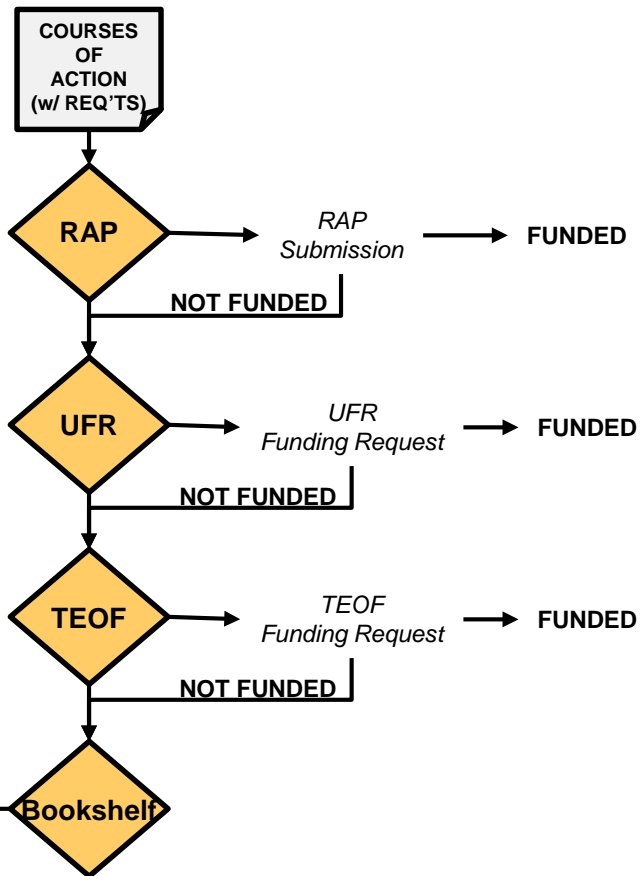 COURSES
OF
ACTION
(w/ REQ'TS)
RAP
RAP
Submission
FUNDED
NOT FUNDED
UFR
UFR
Funding Request
FUNDED
NOT FUNDED
TEOF
TEOF
Funding Request
FUNDED
NOT FUNDED
Bookshelf